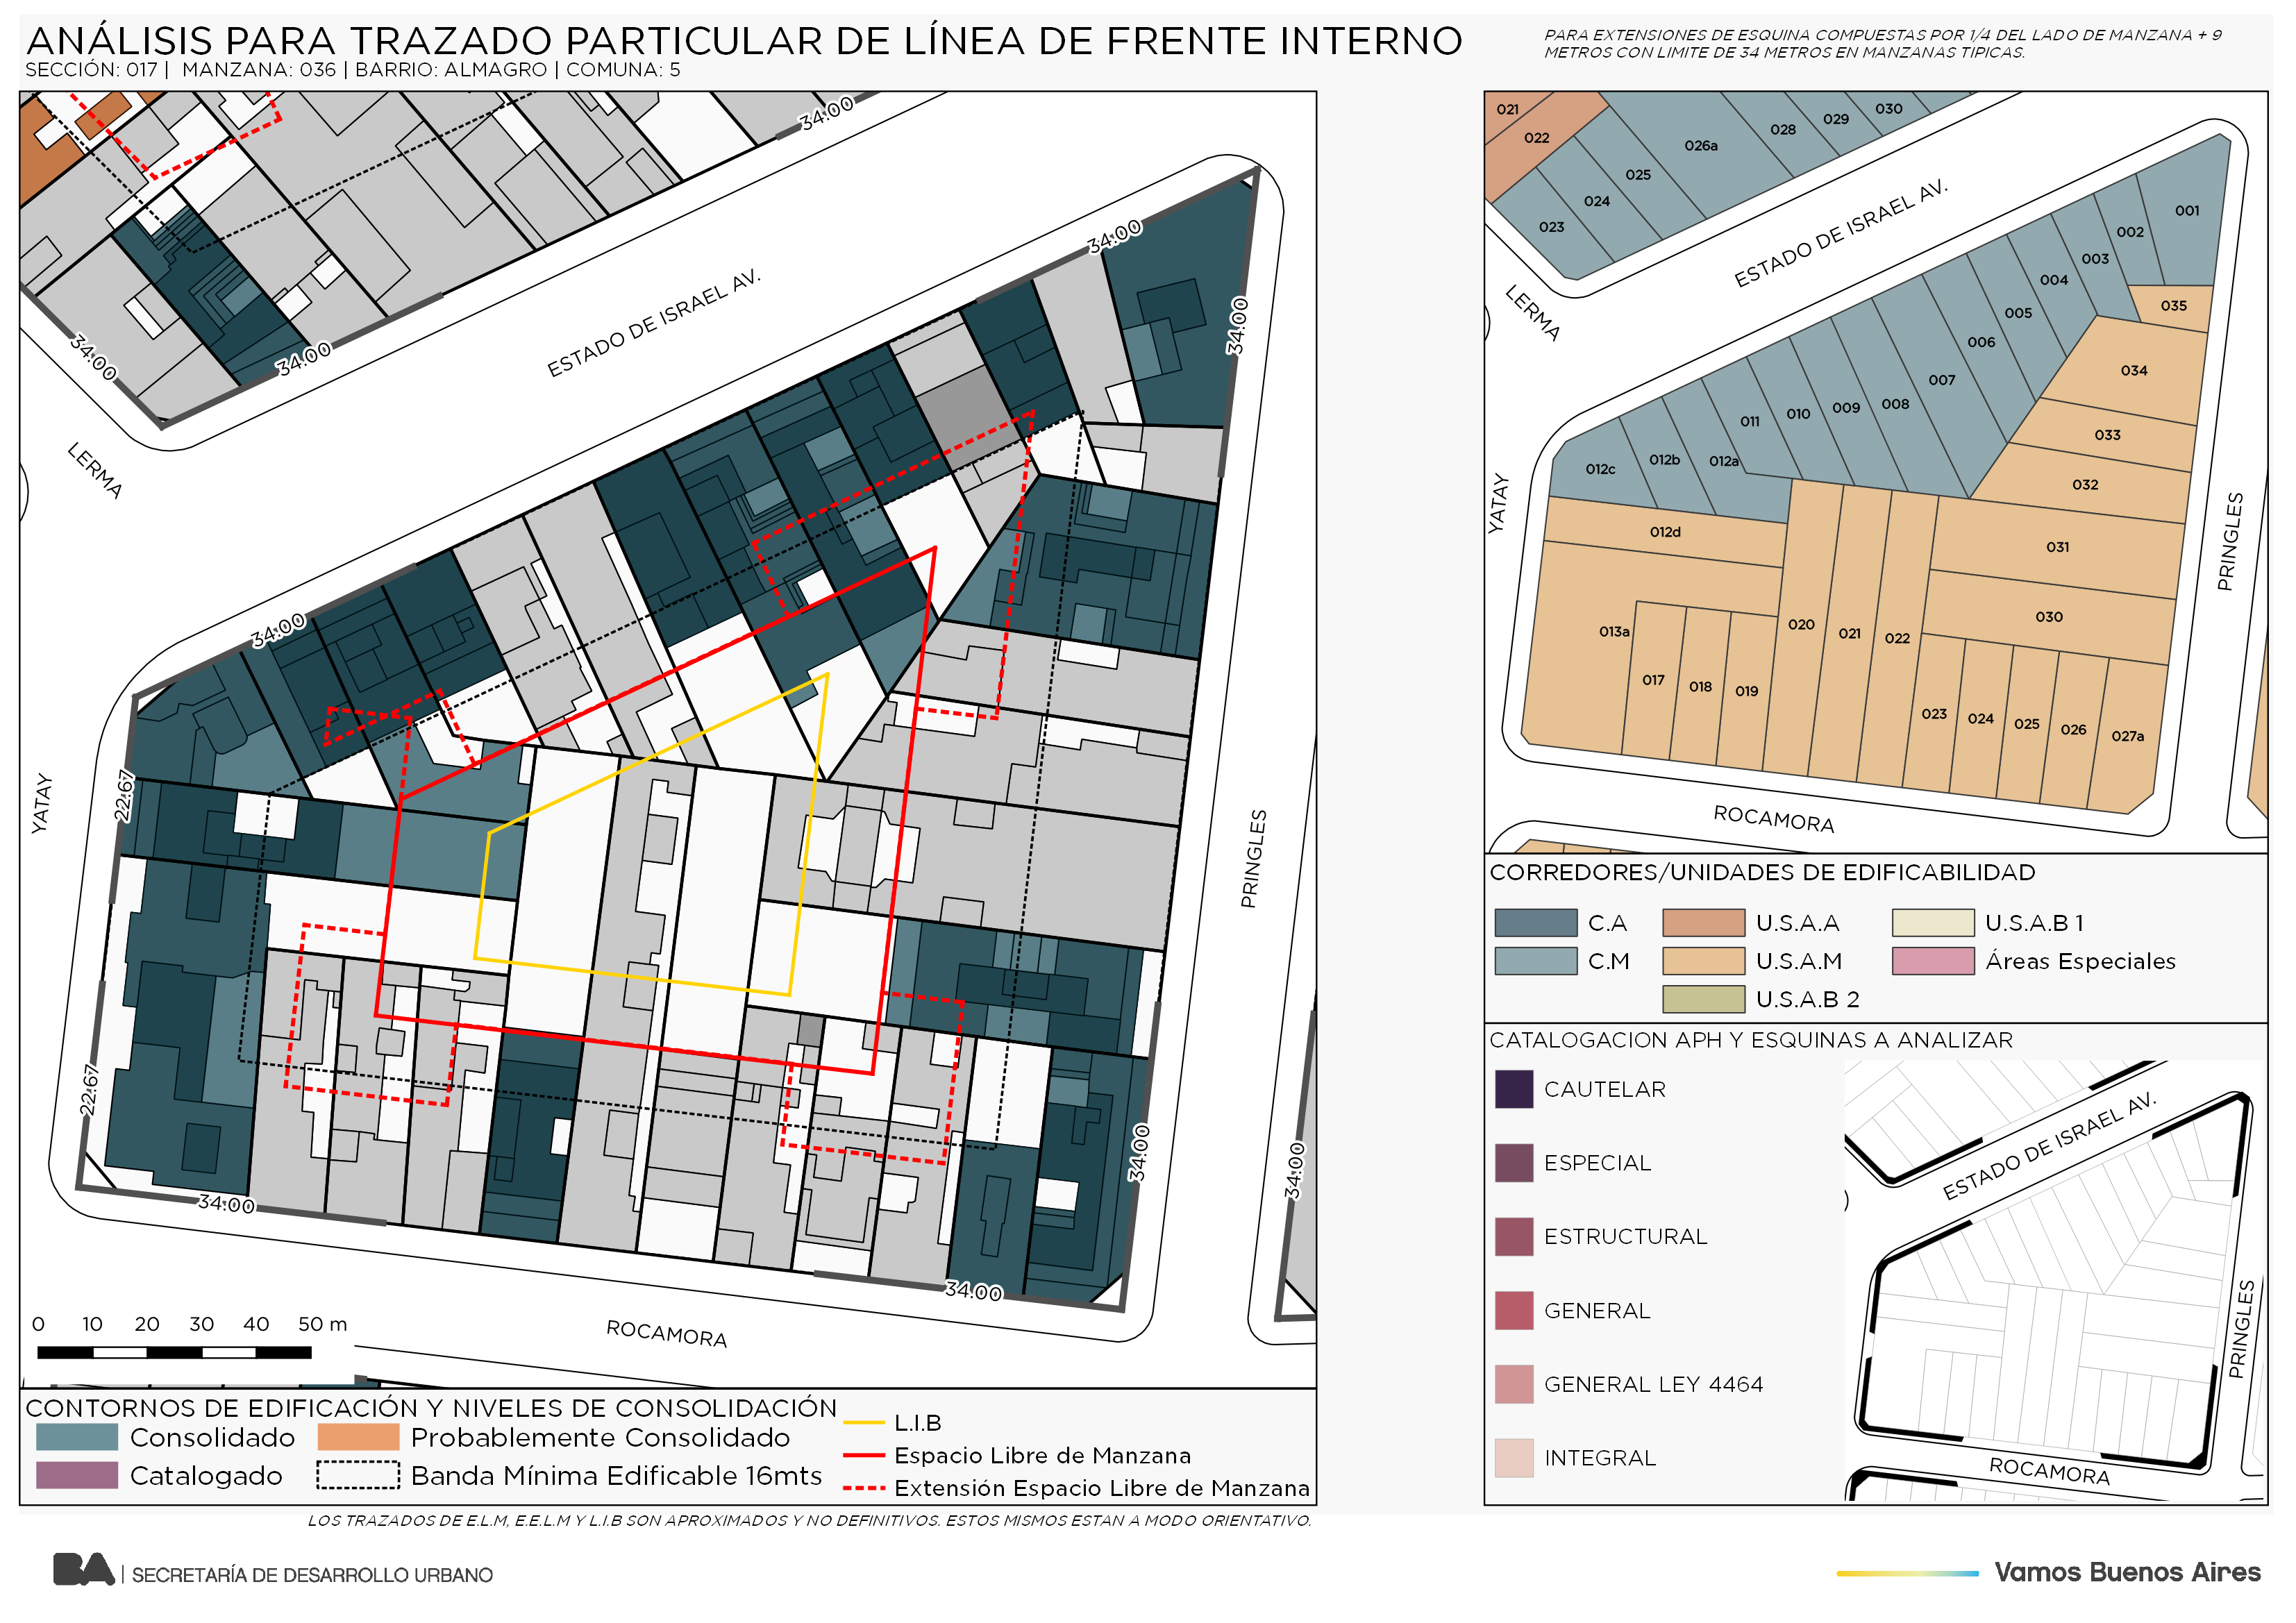 ANÁLISIS PARA TRAZADO PARTICULAR DE LÍNEA DE FRENTE INTERNO
SECCIÓN: 017 | MANZANA: 036 | BARRIO: ALMAGRO | COMUNA: 5
PARA EXTENSIONES DE ESQUINA COMPUESTAS POR 1/4 DEL LADO DE MANZANA + 9
METROS CON LIMITE DE 34 METROS EN MANZANAS TIPICAS.
34.00
34.00
34.00
34.00
34.00
ESTADO DE ISRAEL AV.
LERMA
34.00
22.67
YATAY
PRINGLES
22.67
34.00
34.00
34.00
34.00
ROCAMORA
0 10 20 30 40 50 m
CONTORNOS DE EDIFICACIÓN Y NIVELES DE CONSOLIDACIÓN
Consolidado
Probablemente Consolidado
Catalogado
Banda Mínima Edificable 16mts
L.I.B
Espacio Libre de Manzana
Extensión Espacio Libre de Manzana
LOS TRAZADOS DE E.L.M, E.E.L.M Y L.I.B SON APROXIMADOS Y NO DEFINITIVOS. ESTOS MISMOS ESTAN A MODO ORIENTATIVO.
021
022
023
024
025
026a
028
029
030
ESTADO DE ISRAEL AV.
LERMA
YATAY
PRINGLES
ROCAMORA
001
002
003
004
005
006
007
008
009
010
011
012a
012b
012c
012d
013a
017
018
019
020
021
022
023
024
025
026
027a
030
031
032
033
034
035
CORREDORES/UNIDADES DE EDIFICABILIDAD
C.A
U.S.A.A
U.S.A.B 1
C.M
U.S.A.M
Áreas Especiales
U.S.A.B 2
CATALOGACION APH Y ESQUINAS A ANALIZAR
CAUTELAR
ESPECIAL
ESTRUCTURAL
GENERAL
GENERAL LEY 4464
INTEGRAL
ESTADO DE ISRAEL AV.
PRINGLES
ROCAMORA
BA | SECRETARÍA DE DESARROLLO URBANO
Vamos Buenos Aires